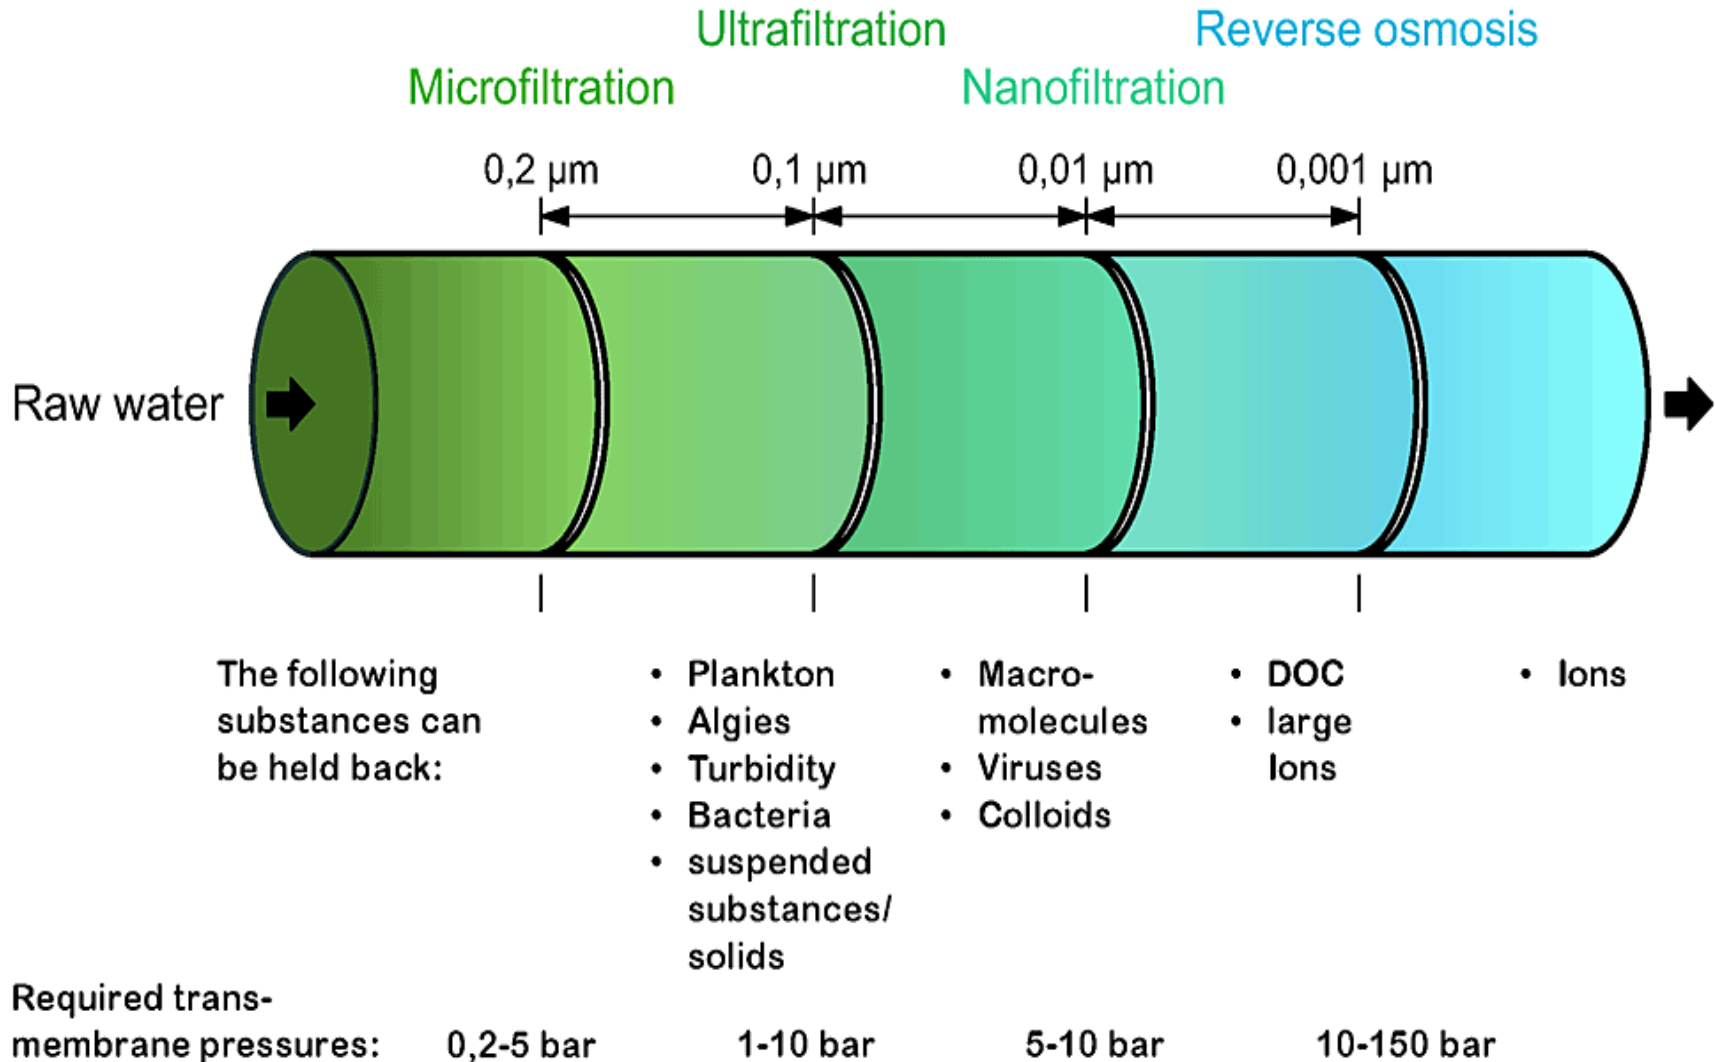 Ultrafiltration
Reverse osmosis
Microfiltration
Nanofiltration
0,2 µm
0,1 µm
0,01 µm
0,001 µm
Raw water
The following
substances can
be held back:
• Plankton
• Algies
• Turbidity
• Bacteria
• suspended
substances/
solids
• Macro-
molecules
• Viruses
• Colloids
• DOC
• large
Ions
• Ions
Required trans-
membrane pressures:
0,2-5 bar
1-10 bar
5-10 bar
10-150 bar